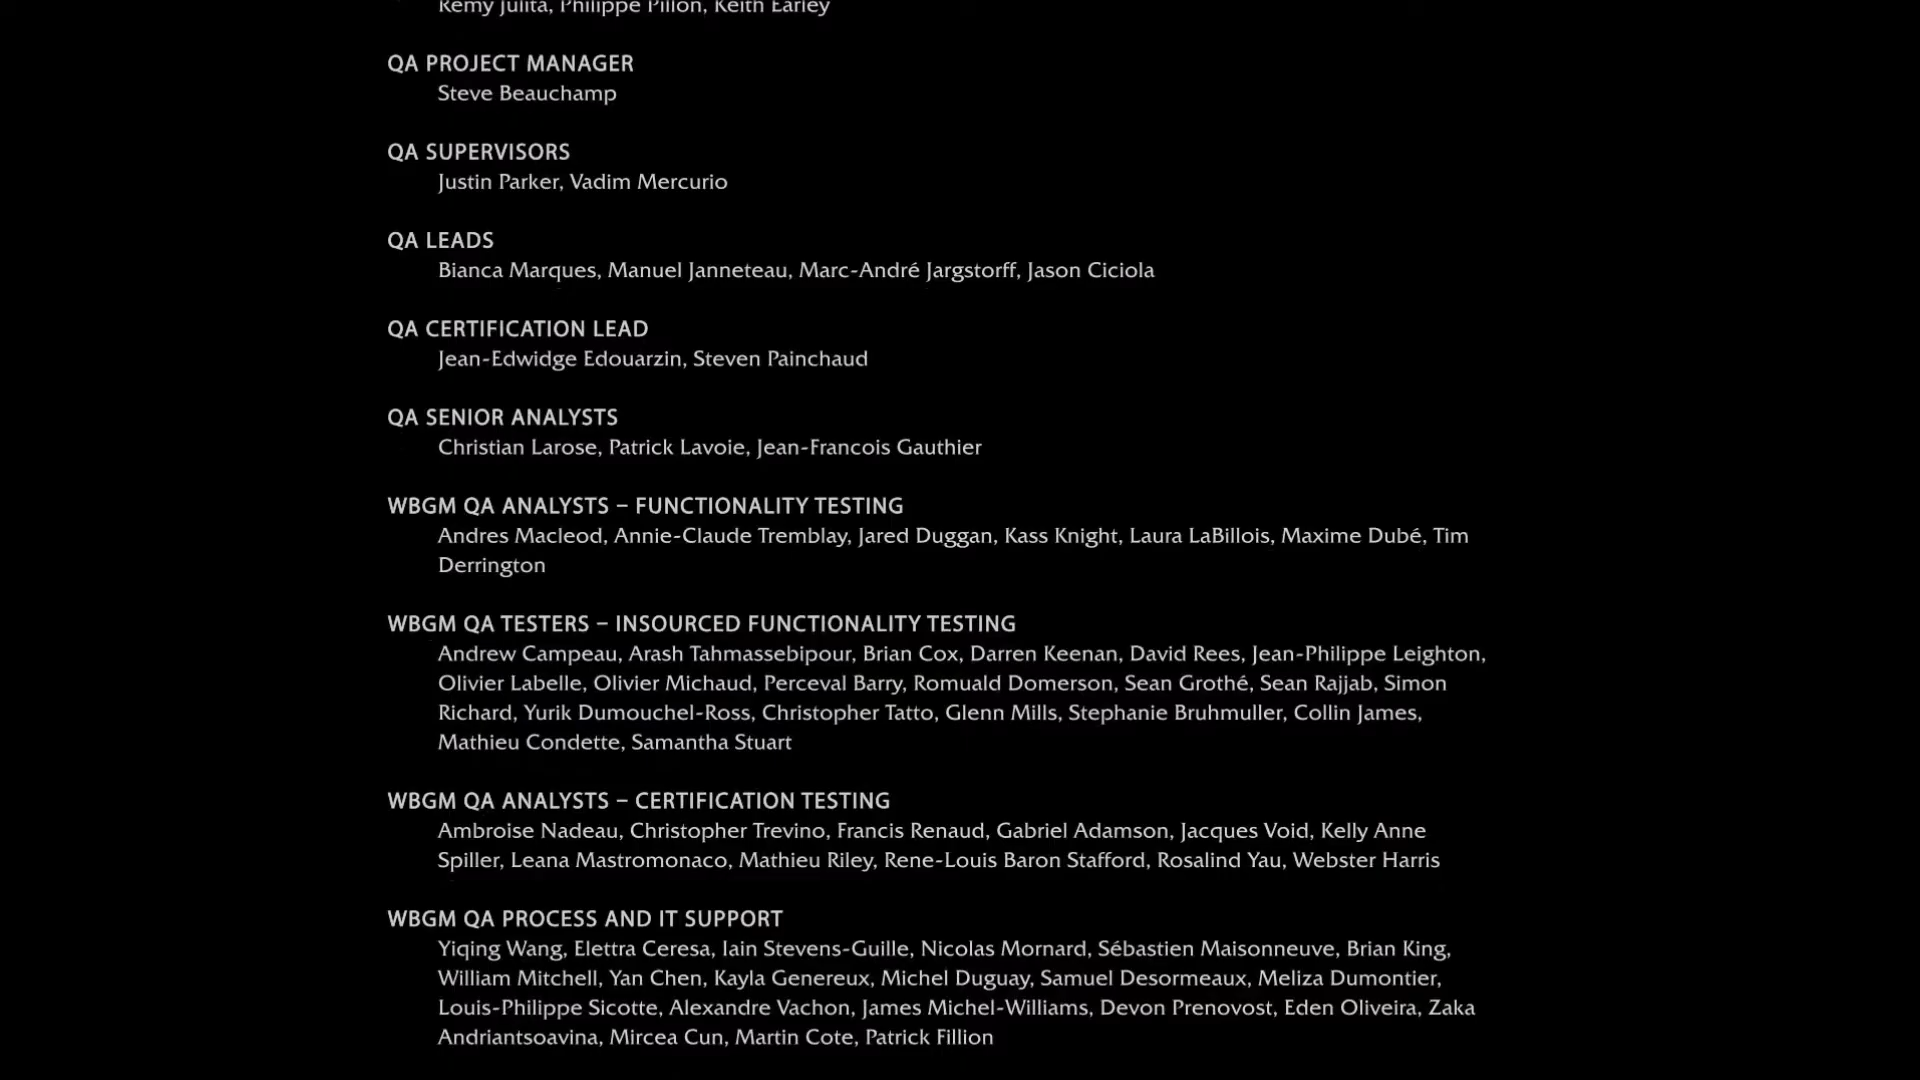 Remy Julita, Philippe Pillon, Keith Earley
QA PROJECT MANAGER
Steve Beauchamp
QA SUPERVISORS
Justin Parker, Vadim Mercurio
QA LEADS
Bianca Marques, Manuel Janneteau, Marc-André Jargstorff, Jason Ciciola
QA CERTIFICATION LEAD
Jean-Edwidge Edouarzin, Steven Painchaud
QA SENIOR ANALYSTS
Christian Larose, Patrick Lavoie, Jean-Francois Gauthier
WBGM QA ANALYSTS – FUNCTIONALITY TESTING
Andres Macleod, Annie-Claude Tremblay, Jared Duggan, Kass Knight, Laura LaBillois, Maxime Dubé, Tim
Derrington
WBGM QA TESTERS – INSOURCED FUNCTIONALITY TESTING
Andrew Campeau, Arash Tahmassebipour, Brian Cox, Darren Keenan, David Rees, Jean-Philippe Leighton,
Olivier Labelle, Olivier Michaud, Perceval Barry, Romuald Domerson, Sean Grothé, Sean Rajjab, Simon
Richard, Yurik Dumouchel-Ross, Christopher Tatto, Glenn Mills, Stephanie Bruhmuller, Collin James,
Mathieu Condette, Samantha Stuart
WBGM QA ANALYSTS – CERTIFICATION TESTING
Ambroise Nadeau, Christopher Trevino, Francis Renaud, Gabriel Adamson, Jacques Void, Kelly Anne
Spiller, Leana Mastromonaco, Mathieu Riley, Rene-Louis Baron Stafford, Rosalind Yau, Webster Harris
WBGM QA PROCESS AND IT SUPPORT
Yiqing Wang, Elettra Ceresa, Iain Stevens-Guille, Nicolas Mornard, Sébastien Maisonneuve, Brian King,
William Mitchell, Yan Chen, Kayla Genereux, Michel Duguay, Samuel Desormeaux, Meliza Dumontier,
Louis-Philippe Sicotte, Alexandre Vachon, James Michel-Williams, Devon Prenovost, Eden Oliveira, Zaka
Andriantsoavina, Mircea Cun, Martin Cote, Patrick Fillion